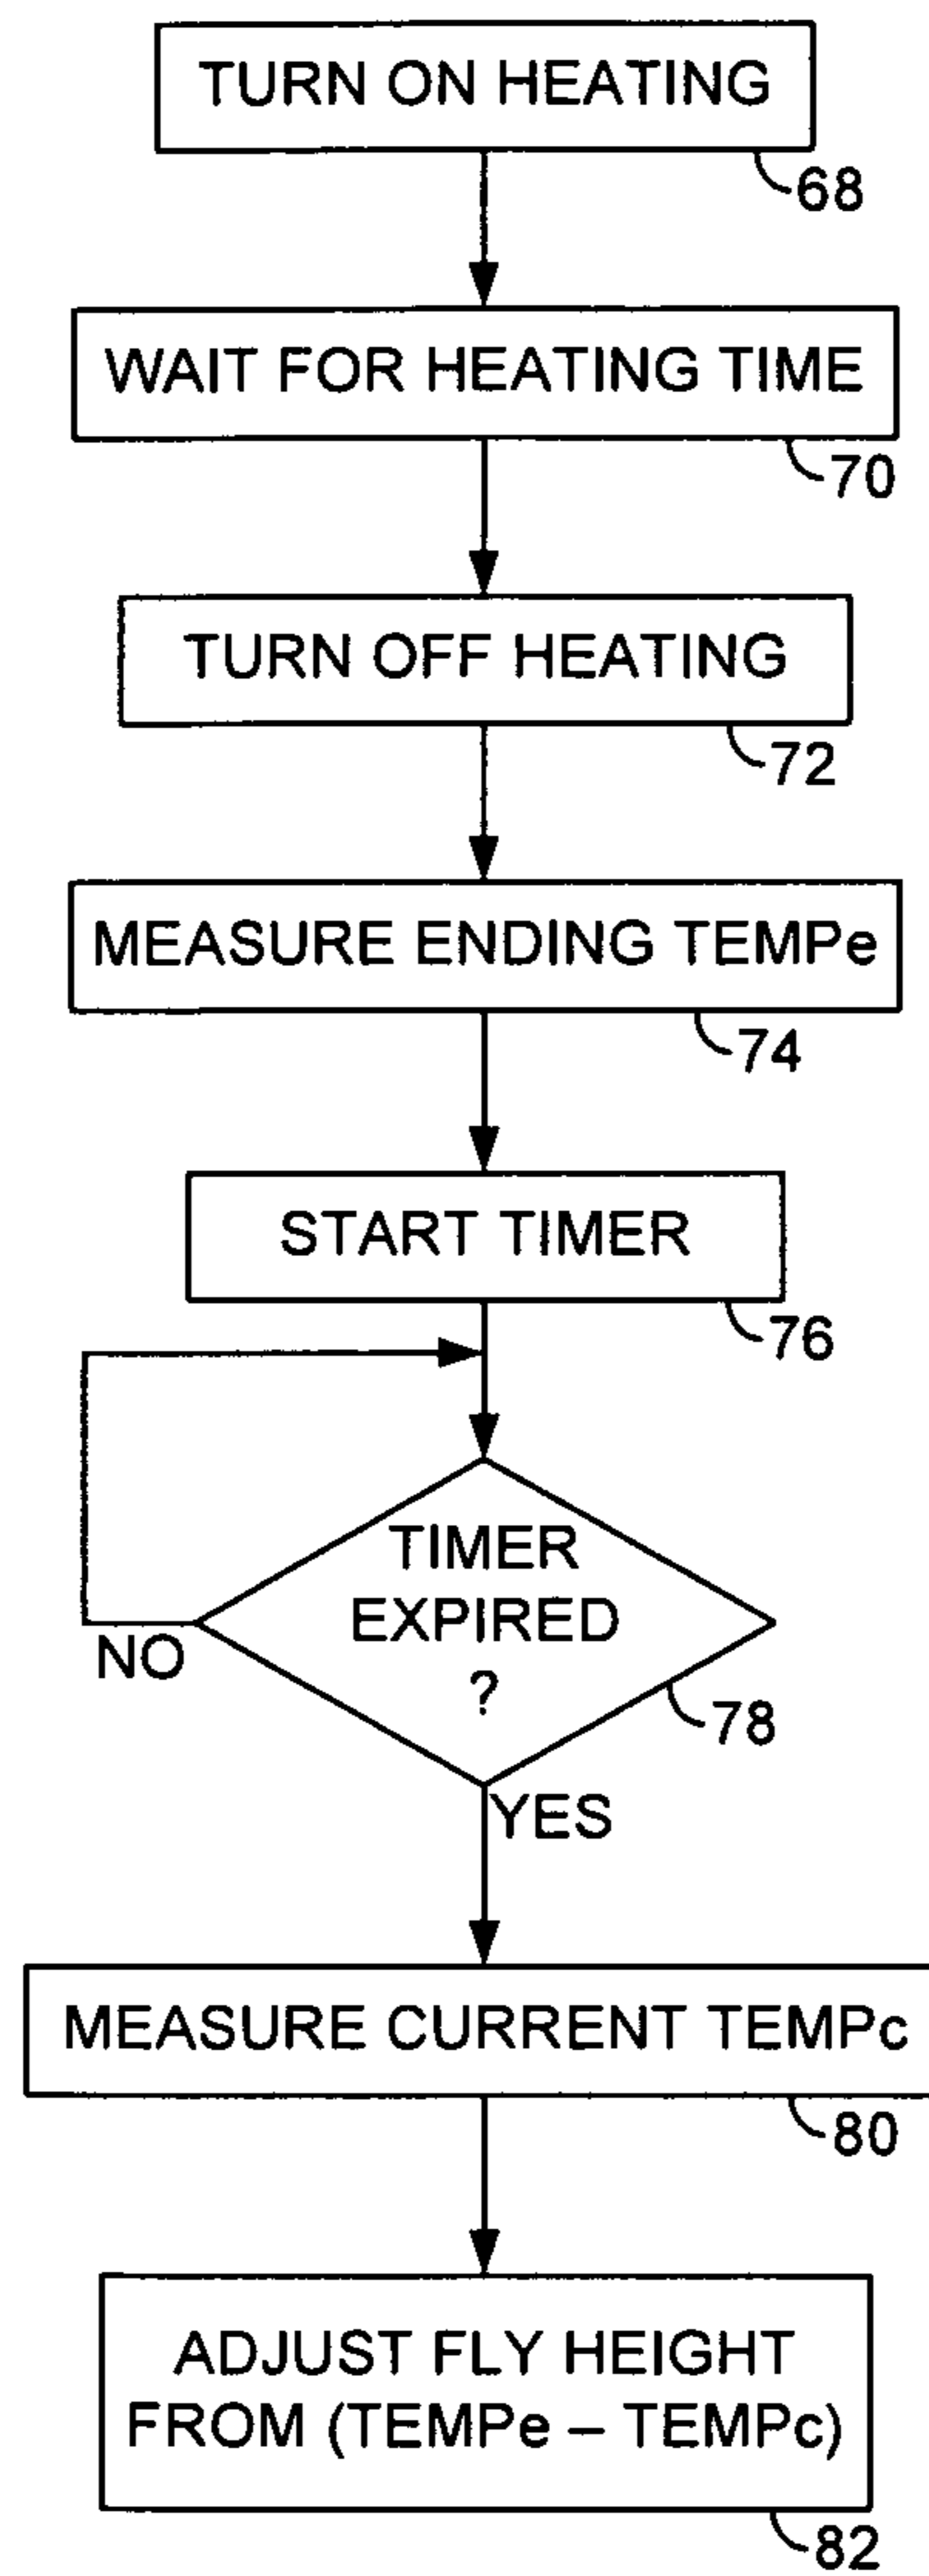 TURN ON HEATING
68
WAIT FOR HEATING TIME
70
TURN OFF HEATING
72
MEASURE ENDING TEMPe
74
START TIMER
76
TIMER
EXPIRED
?
NO
78
YES
MEASURE CURRENT TEMPc
80
ADJUST FLY HEIGHT
FROM (TEMPe – TEMPc)
82